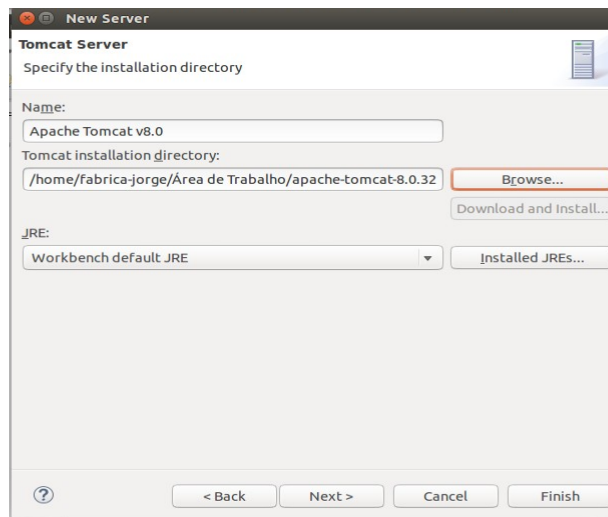 New Server
Tomcat Server
Specify the installation directory
Name:
Apache Tomcat v8.0
Tomcat installation directory:
/home/fabrica-jorge/Área de Trabalho/apache-tomcat-8.0.32 Browse...
Download and Install...
JRE:
Workbench default JRE Installed JREs...
? < Back Next > Cancel Finish